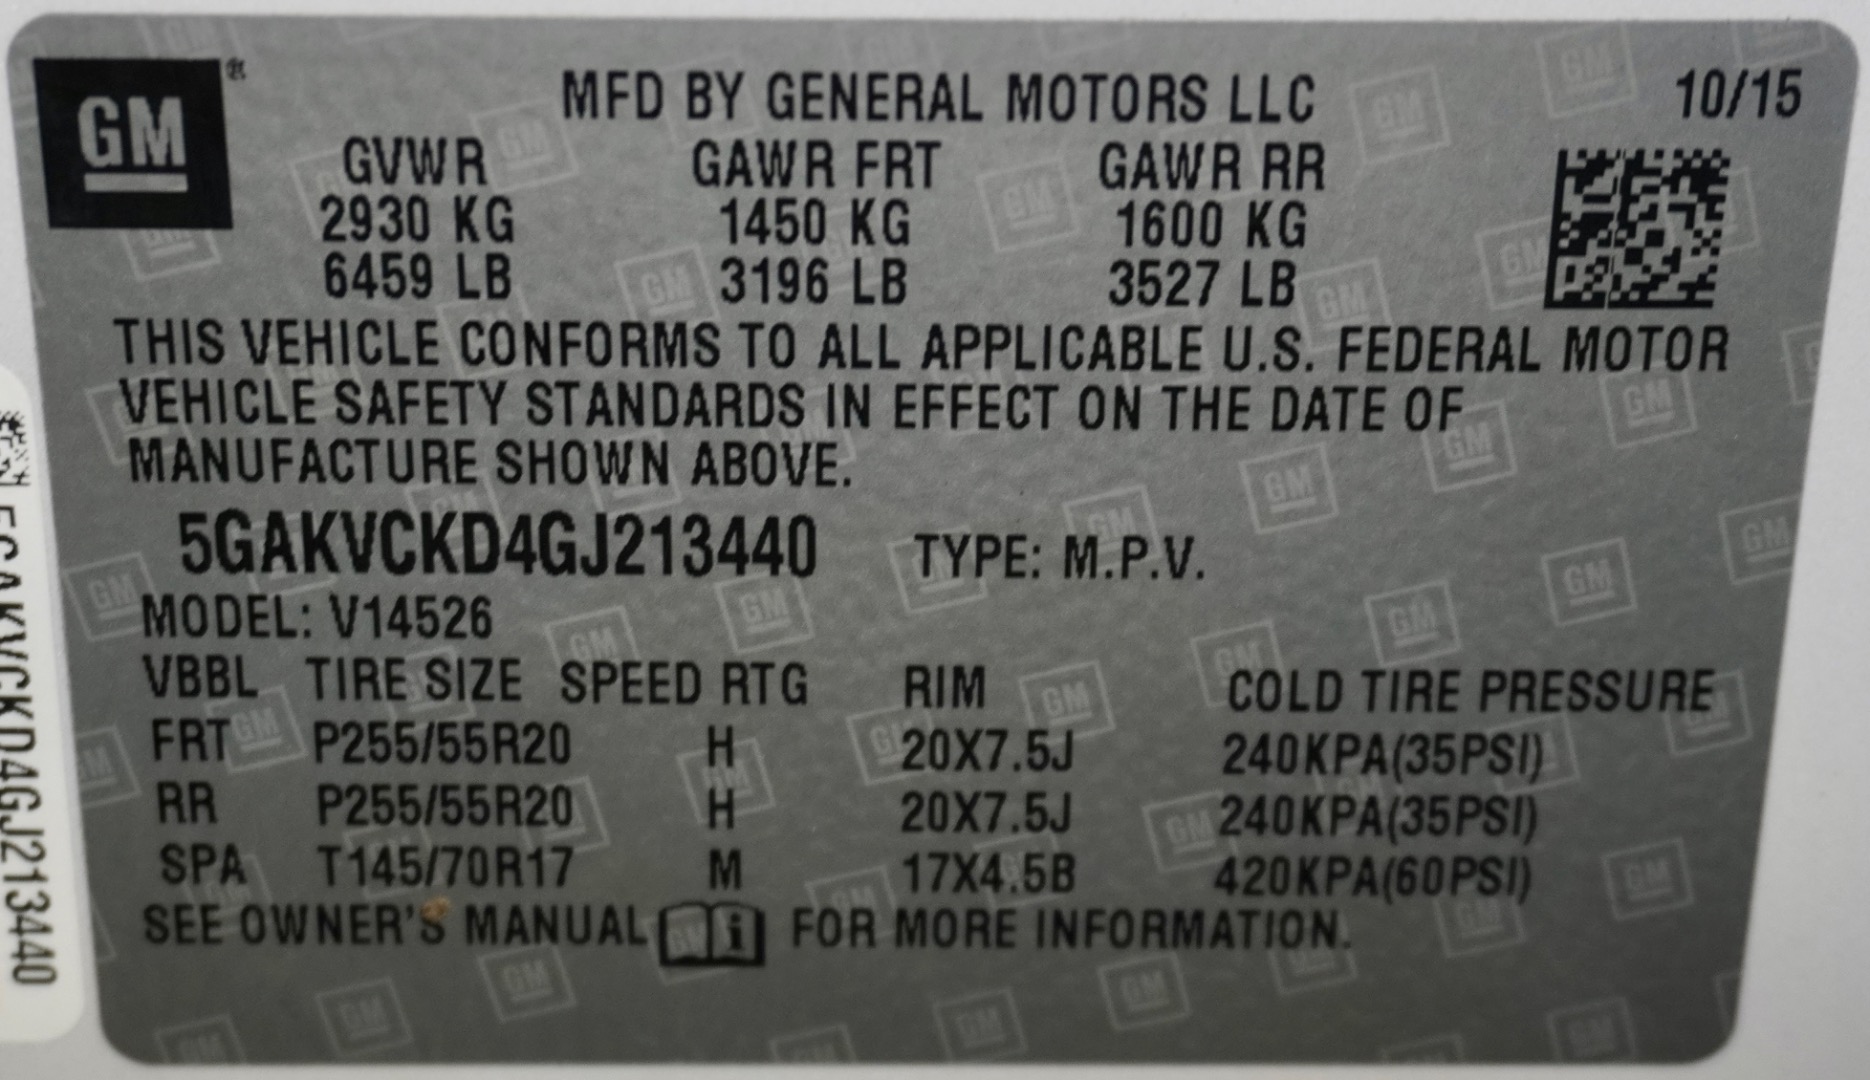 GM®
MFD BY GENERAL MOTORS LLC 10/15
GVWR GAWR FRT GAWR RR
2930 KG 1450 KG 1600 KG
6459 LB 3196 LB 3527 LB
THIS VEHICLE CONFORMS TO ALL APPLICABLE U.S. FEDERAL MOTOR
VEHICLE SAFETY STANDARDS IN EFFECT ON THE DATE OF
MANUFACTURE SHOWN ABOVE.
5GAKVCKD4GJ213440 TYPE: M.P.V.
MODEL: V14526
VBBL TIRE SIZE SPEED RTG RIM COLD TIRE PRESSURE
FRT P255/55R20 H 20X7.5J 240KPA(35PSI)
RR P255/55R20 H 20X7.5J 240KPA(35PSI)
SPA T145/70R17 M 17X4.5B 420KPA(60PSI)
SEE OWNER'S MANUAL i FOR MORE INFORMATION.
5GAKVCKD4GJ213440